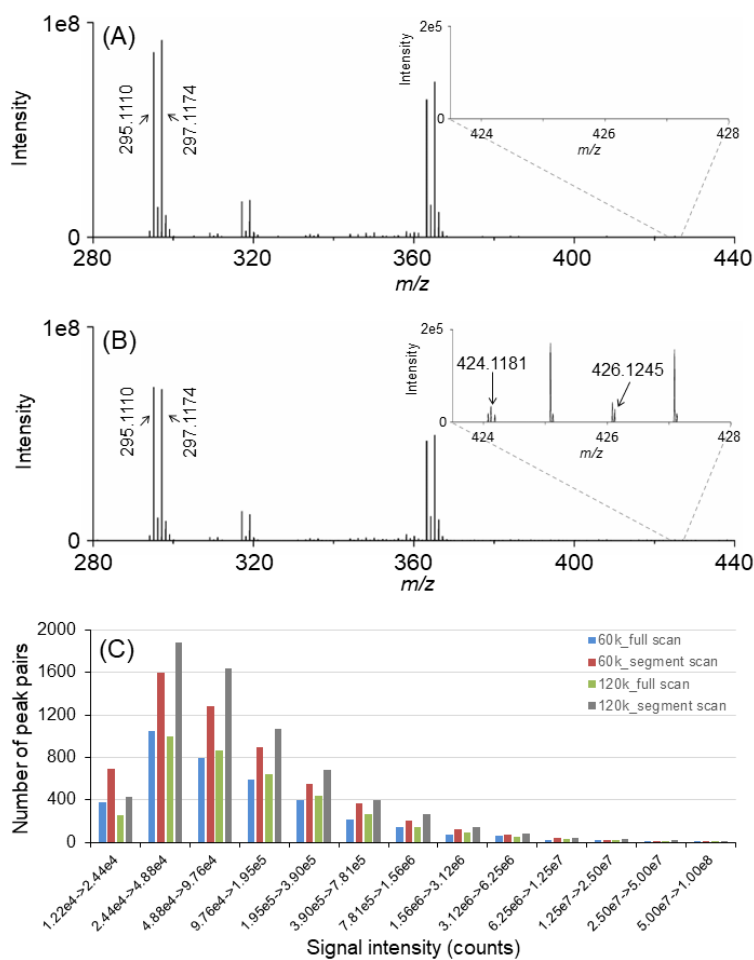 1e8
(A)
Intensity
295.1110
297.1174
0
280
320
360
400
440
m/z
2e5
Intensity
0
424
426
428
m/z
1e8
(B)
Intensity
295.1110
297.1174
0
280
320
360
400
440
m/z
2e5
Intensity
424.1181
426.1245
0
424
426
428
m/z
(C)
Number of peak pairs
2000
1600
1200
800
400
0
60k_full scan
60k_segment scan
120k_full scan
120k_segment scan
1.22e4->2.44e4
2.44e4->4.88e4
4.88e4->9.76e4
9.76e4->1.95e5
1.95e5->3.90e5
3.90e5->7.81e5
7.81e5->1.56e6
1.56e6->3.12e6
3.12e6->6.25e6
6.25e6->1.25e7
1.25e7->2.50e7
2.50e7->5.00e7
5.00e7->1.00e8
Signal intensity (counts)